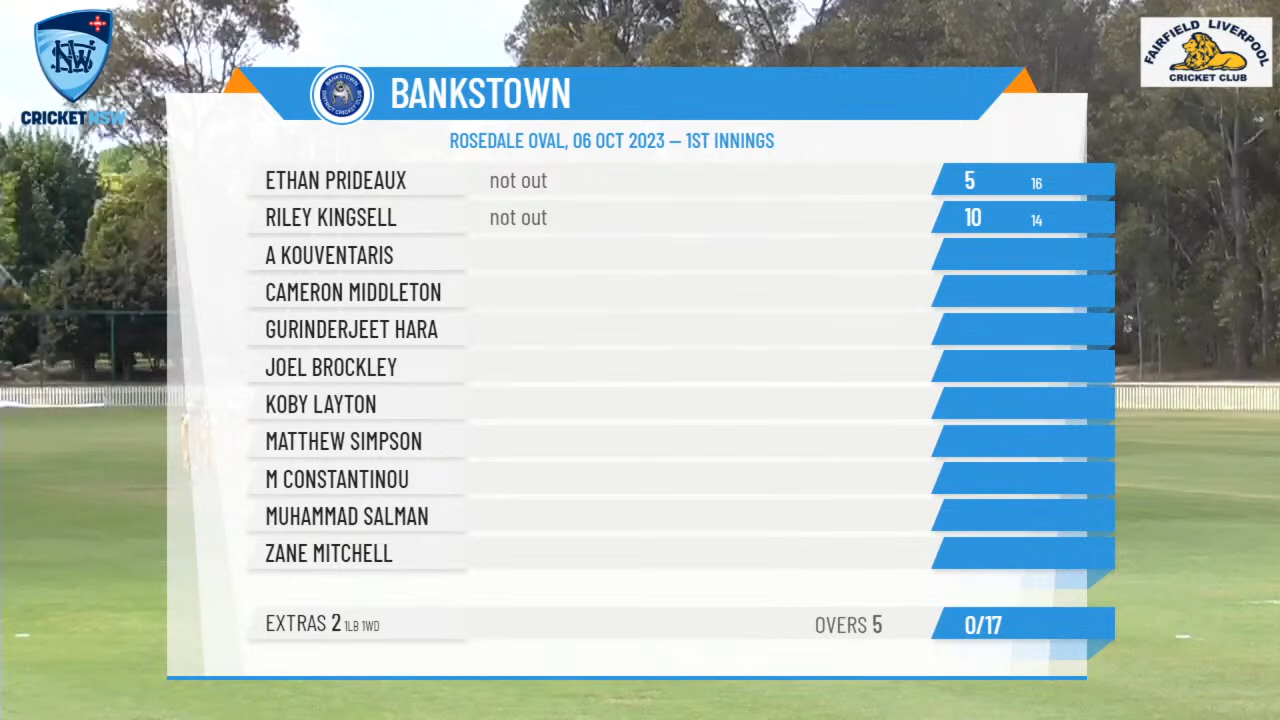 FAIRFIELD LIVERPOOL
CRICKET CLUB
CRICKET NSW
BANKSTOWN
ROSEDALE OVAL, 06 OCT 2023 – 1ST INNINGS
ETHAN PRIDEAUX not out 5 16
RILEY KINGSELL not out 10 14
A KOUVENTARIS
CAMERON MIDDLETON
GURINDERJEET HARA
JOEL BROCKLEY
KOBY LAYTON
MATTHEW SIMPSON
M CONSTANTINOU
MUHAMMAD SALMAN
ZANE MITCHELL
EXTRAS 2 1LB 1WD OVERS 5 0/17